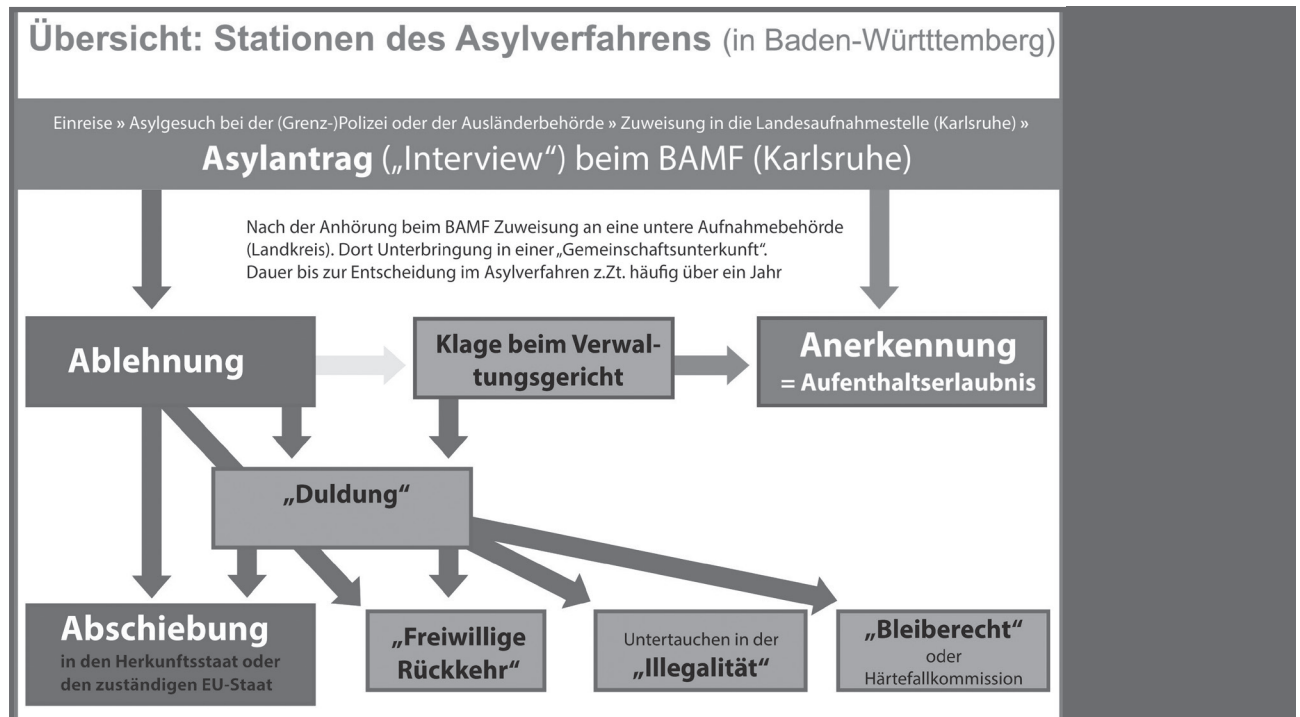 Übersicht: Stationen des Asylverfahrens (in Baden-Württtemberg)
Einreise » Asylgesuch bei der (Grenz-)Polizei oder der Ausländerbehörde » Zuweisung in die Landesaufnahmestelle (Karlsruhe) »
Asylantrag („Interview“) beim BAMF (Karlsruhe)
Nach der Anhörung beim BAMF Zuweisung an eine untere Aufnahmebehörde
(Landkreis). Dort Unterbringung in einer „Gemeinschaftsunterkunft“.
Dauer bis zur Entscheidung im Asylverfahren z.Zt. häufig über ein Jahr
Ablehnung
Klage beim Verwal-
tungsgericht
Anerkennung
= Aufenthaltserlaubnis
„Duldung“
Abschiebung
in den Herkunftsstaat oder
den zuständigen EU-Staat
„Freiwillige
Rückkehr“
Untertauchen in der
„Illegalität“
„Bleiberecht“
oder
Härtefallkommission